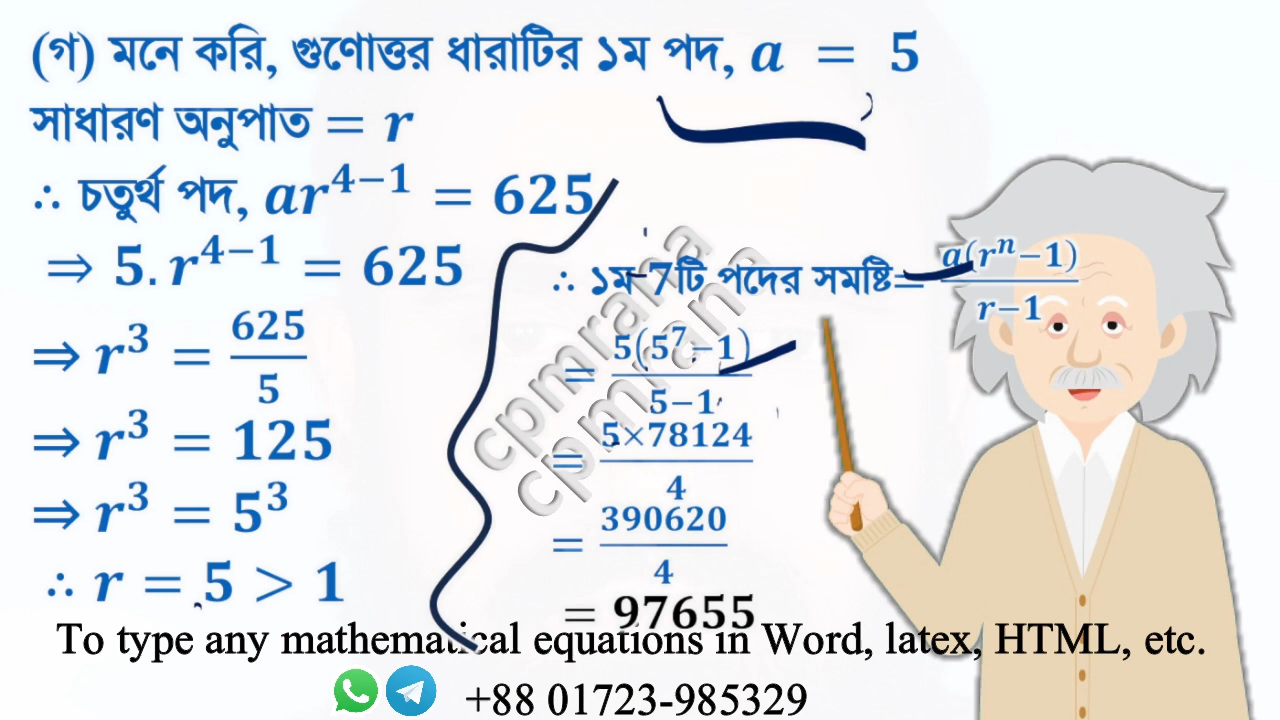 (গ) মনে করি, গুণোত্তর ধারাটির ১ম পদ, a = 5
সাধারণ অনুপাত = r
∴ চতুর্থ পদ, ar^{4−1} = 625
⇒ 5. r^{4−1} = 625
⇒ r^3 = 625/5
⇒ r^3 = 125
⇒ r^3 = 5^3
∴ r = 5 > 1
∴ ১ম 7টি পদের সমষ্টি= a(r^n−1)/r−1
= 5(5^7−1)/5−1
= 5×78124/4
= 390620/4
= 97655
cpmrana
cpmrana
To type any mathematical equations in Word, latex, HTML, etc.
+88 01723-985329